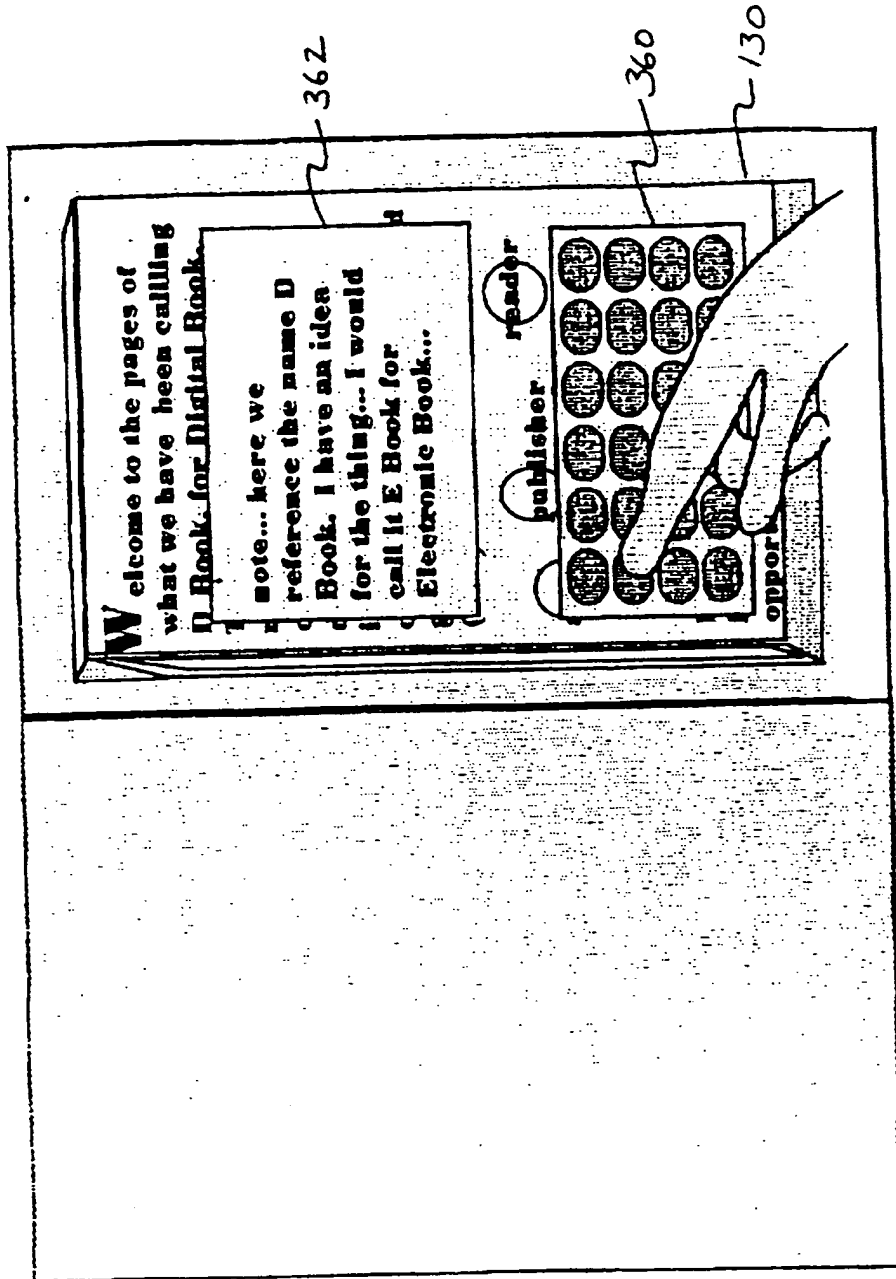 Welcome to the pages of
what we have been callling
D Book, for Digital Book.
note... here we
reference the name D
Book. I have an idea
for the thing... I would
call it E Book for
Electronic Book...
publisher
reader
oppor
362
360
130